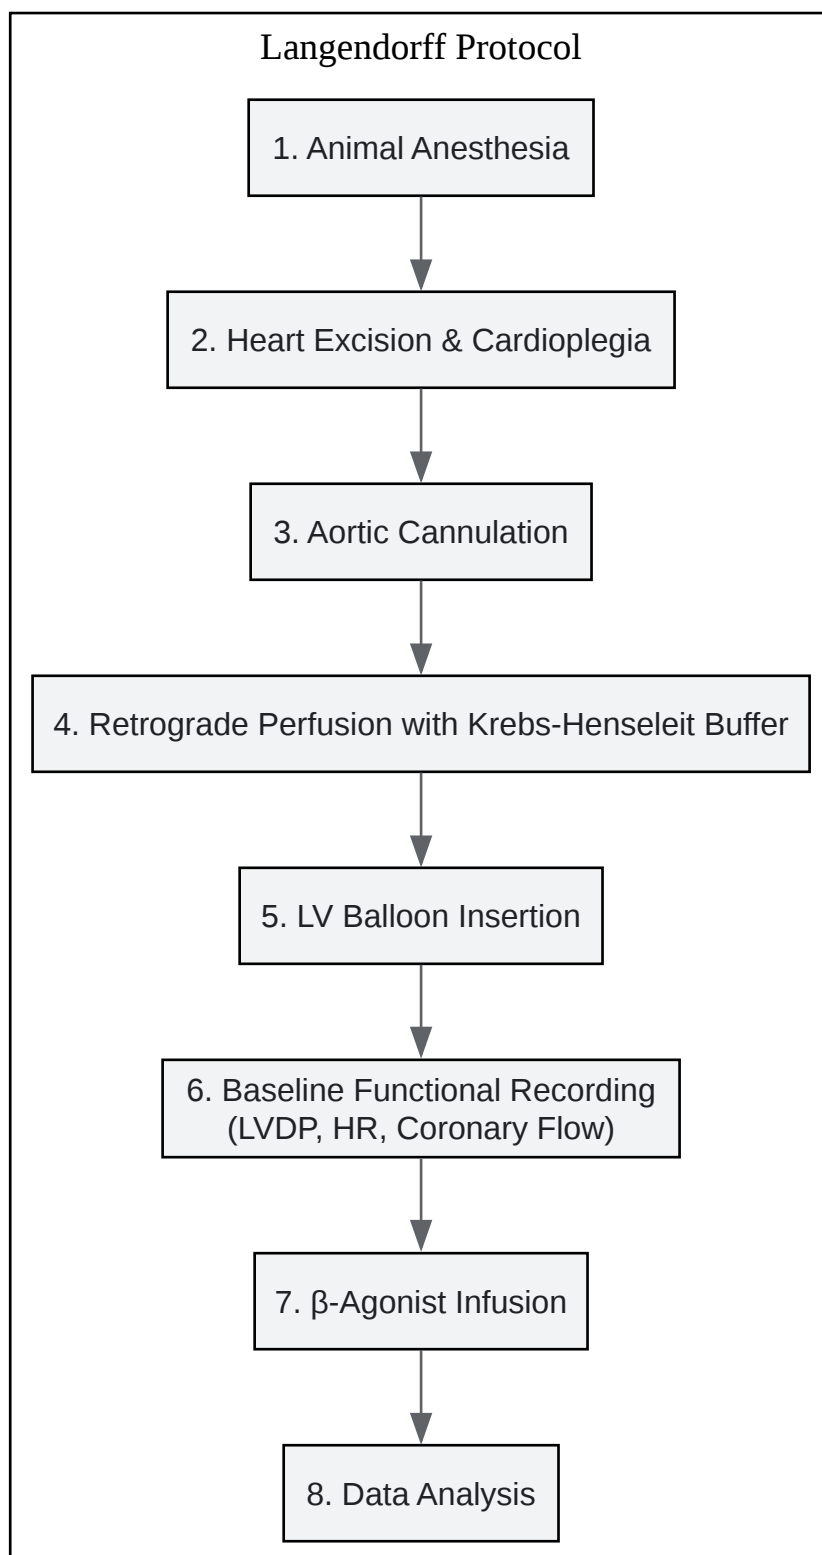 Langendorff Protocol
1. Animal Anesthesia
2. Heart Excision & Cardioplegia
3. Aortic Cannulation
4. Retrograde Perfusion with Krebs-Henseleit Buffer
5. LV Balloon Insertion
6. Baseline Functional Recording
(LVDP, HR, Coronary Flow)
7. β-Agonist Infusion
8. Data Analysis